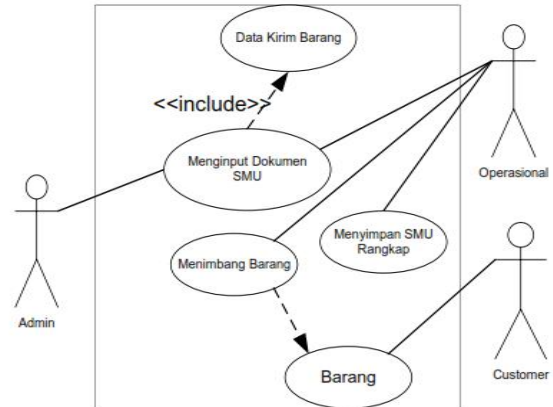 Data Kirim Barang
<<include>>
Menginput Dokumen
SMU
Operasional
Menyimpan SMU
Rangkap
Menimbang Barang
Admin
Barang
Customer